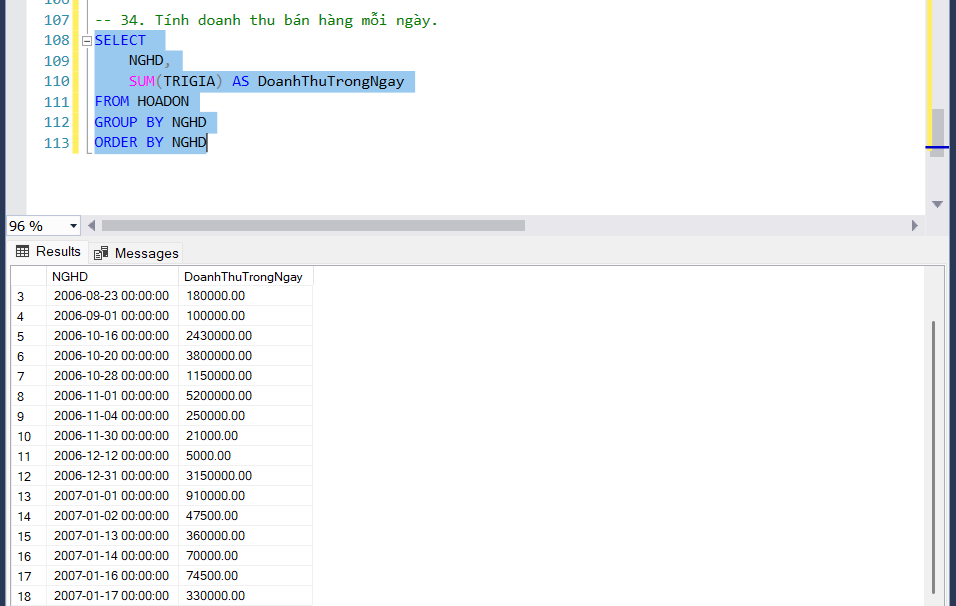 107 -- 34. Tính doanh thu bán hàng mỗi ngày.
108 SELECT
109 NGHD,
110 SUM(TRIGIA) AS DoanhThuTrongNgay
111 FROM HOADON
112 GROUP BY NGHD
113 ORDER BY NGHD
96 %
Results Messages
NGHD DoanhThuTrongNgay
3 2006-08-23 00:00:00 180000.00
4 2006-09-01 00:00:00 100000.00
5 2006-10-16 00:00:00 2430000.00
6 2006-10-20 00:00:00 3800000.00
7 2006-10-28 00:00:00 1150000.00
8 2006-11-01 00:00:00 5200000.00
9 2006-11-04 00:00:00 250000.00
10 2006-11-30 00:00:00 21000.00
11 2006-12-12 00:00:00 5000.00
12 2006-12-31 00:00:00 3150000.00
13 2007-01-01 00:00:00 910000.00
14 2007-01-02 00:00:00 47500.00
15 2007-01-13 00:00:00 360000.00
16 2007-01-14 00:00:00 70000.00
17 2007-01-16 00:00:00 74500.00
18 2007-01-17 00:00:00 330000.00